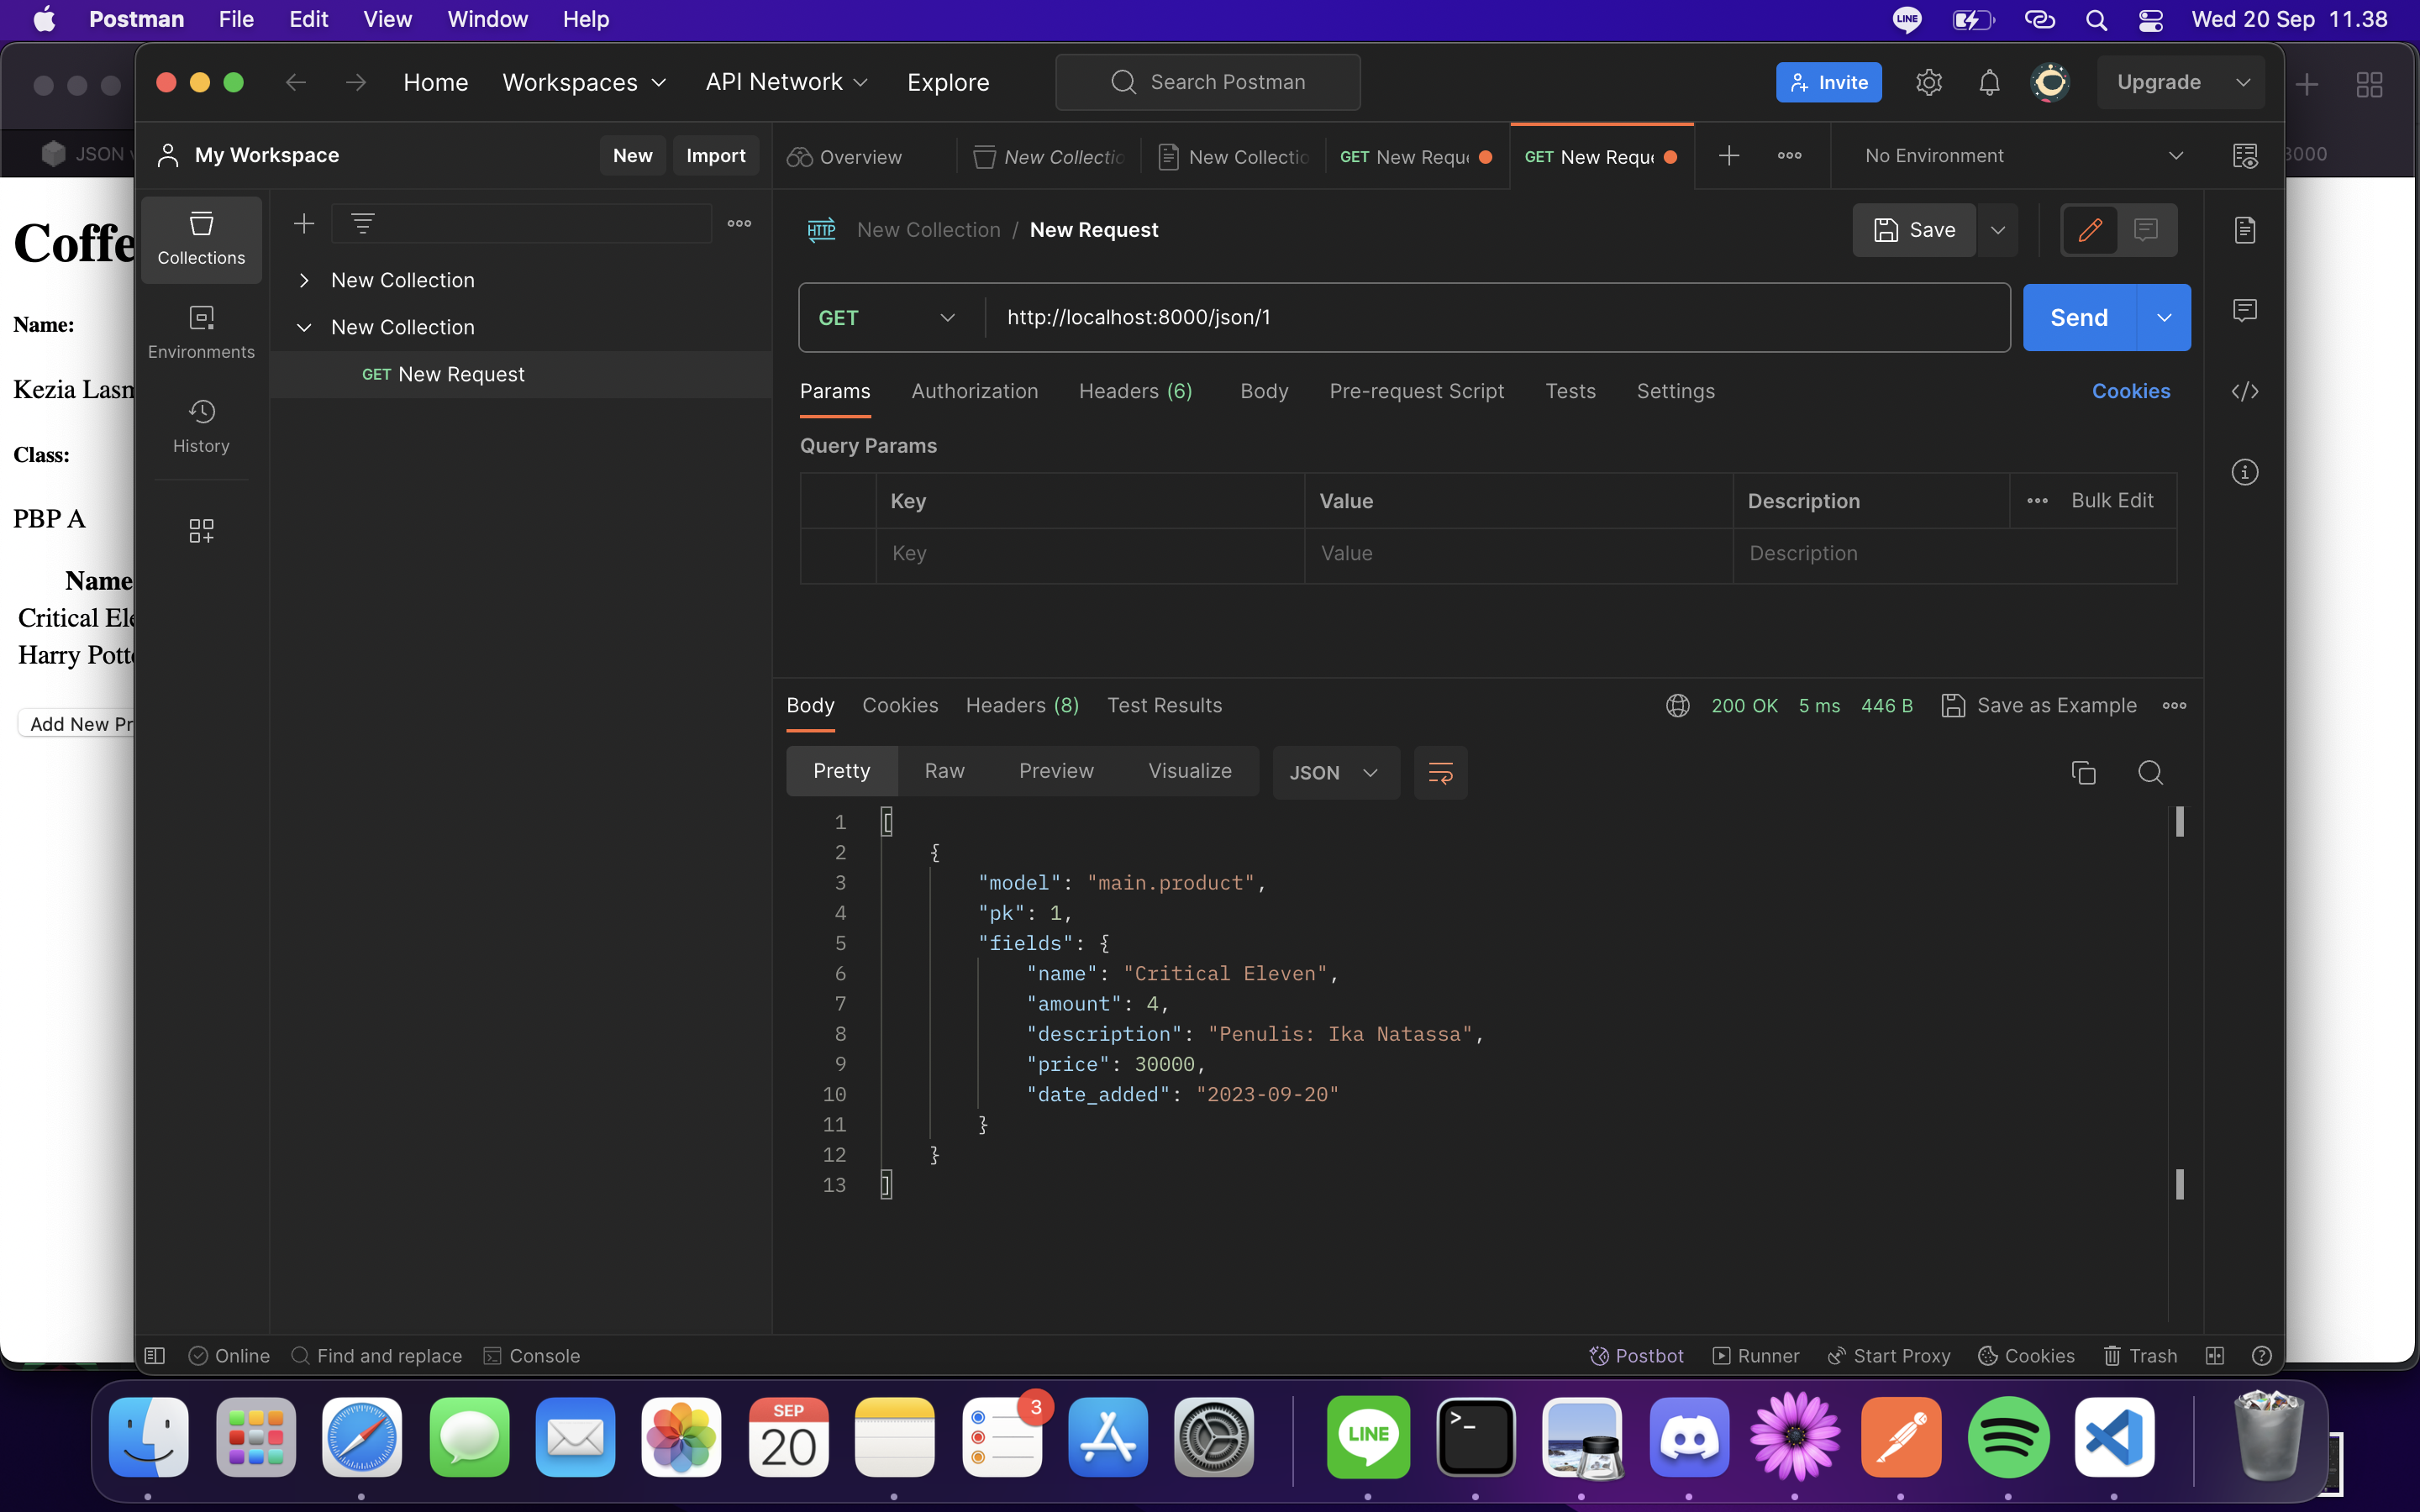 Postman File Edit View Window Help
LINE
Wed 20 Sep 11.38
Home Workspaces API Network Explore
Search Postman
Invite
Upgrade
JSON
8000
My Workspace
New Import
Overview
New Collectio
New Collectio
GET New Requ
GET New Requ
No Environment
Collections
Environments
History
New Collection
New Collection
GET New Request
HTTP New Collection / New Request
Save
GET http://localhost:8000/json/1
Send
Params Authorization Headers (6) Body Pre-request Script Tests Settings
Cookies
Query Params
Key Value Description Bulk Edit
Key Value Description
Coffe
Name:
Kezia Lasm
Class:
PBP A
Name
Critical Ele
Harry Potte
Add New Pr
Body Cookies Headers (8) Test Results
200 OK 5 ms 446 B Save as Example
Pretty Raw Preview Visualize JSON
1 [
2 {
3 "model": "main.product",
4 "pk": 1,
5 "fields": {
6 "name": "Critical Eleven",
7 "amount": 4,
8 "description": "Penulis: Ika Natassa",
9 "price": 30000,
10 "date_added": "2023-09-20"
11 }
12 }
13 ]
Online Find and replace Console
Postbot Runner Start Proxy Cookies Trash
SEP
20
3
LINE
>_